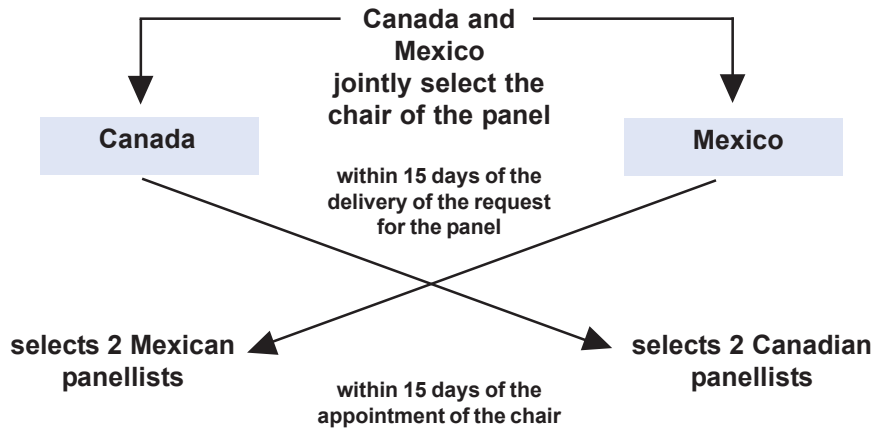 Canada and
Mexico
jointly select the
chair of the panel
Canada
Mexico
within 15 days of the
delivery of the request
for the panel
selects 2 Mexican
panellists
selects 2 Canadian
panellists
within 15 days of the
appointment of the chair